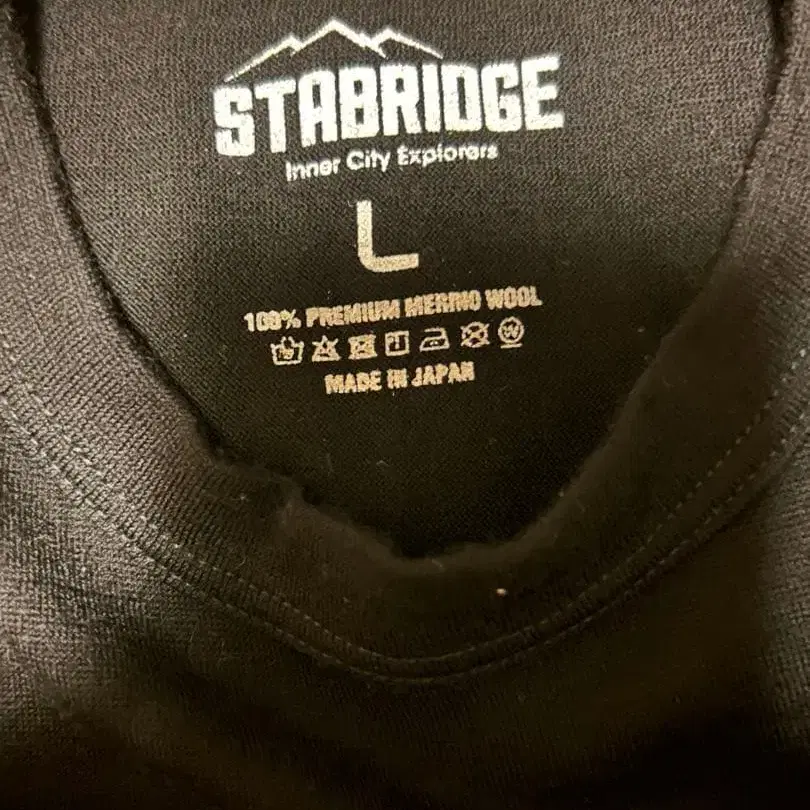 STABRIDGE
Inner City Explorers
L
100% PREMIUM MERINO WOOL
MADE IN JAPAN